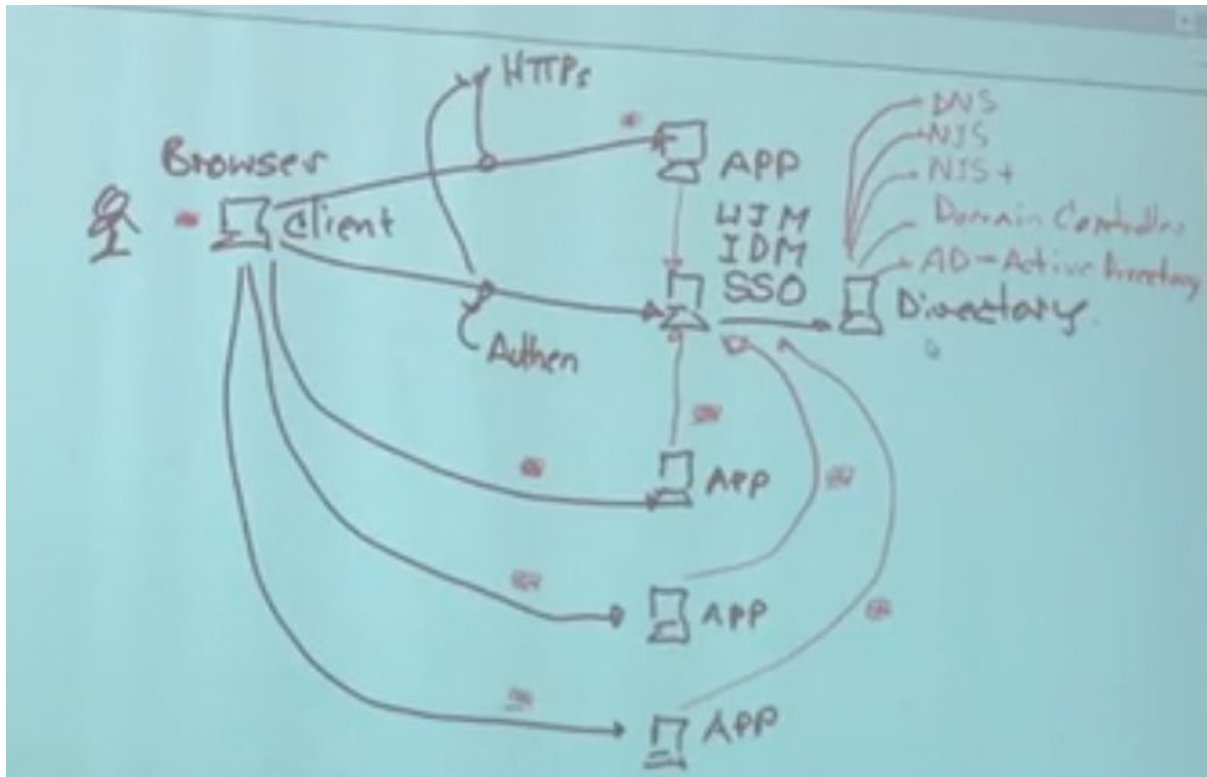 HTTPs
Browser
Client
Authen
APP
WIM
IDM
SSO
DNS
NIS
NIS+
Domain Controller
AD - Active Directory
Directory
APP
APP
APP